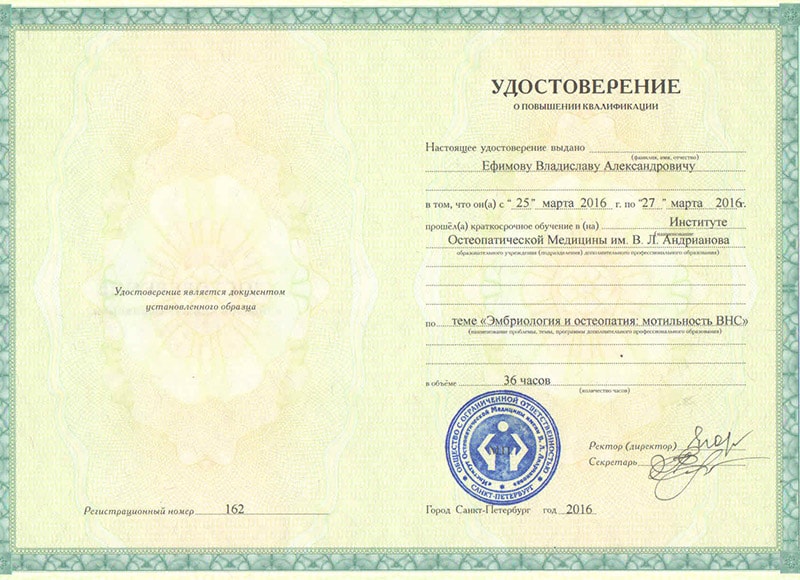 Удостоверение является документом
установленного образца
Регистрационный номер 162
УДОСТОВЕРЕНИЕ
О ПОВЫШЕНИИ КВАЛИФИКАЦИИ
Настоящее удостоверение выдано
(фамилия, имя, отчество)
Ефимову Владиславу Александровичу
в том, что он(а) с “ 25” марта 2016 г. по “27 ” марта 2016г.
прошёл(а) краткосрочное обучение в (на) Институте
(наименование
Остеопатической Медицины им. В. Л. Андрианова
образовательного учреждения (подразделения) дополнительного профессионального образования)
по теме «Эмбриология и остеопатия: мотильность ВНС»
(наименование проблемы, темы, программы дополнительного профессионального образования)
в объёме 36 часов
(количество часов)
ОБЩЕСТВО С ОГРАНИЧЕННОЙ ОТВЕТСТВЕННОСТЬЮ
«Институт Остеопатической Медицины имени В. Л. Андрианова»
САНКТ-ПЕТЕРБУРГ
Ректор (директор)
Секретарь
Город Санкт-Петербург год 2016